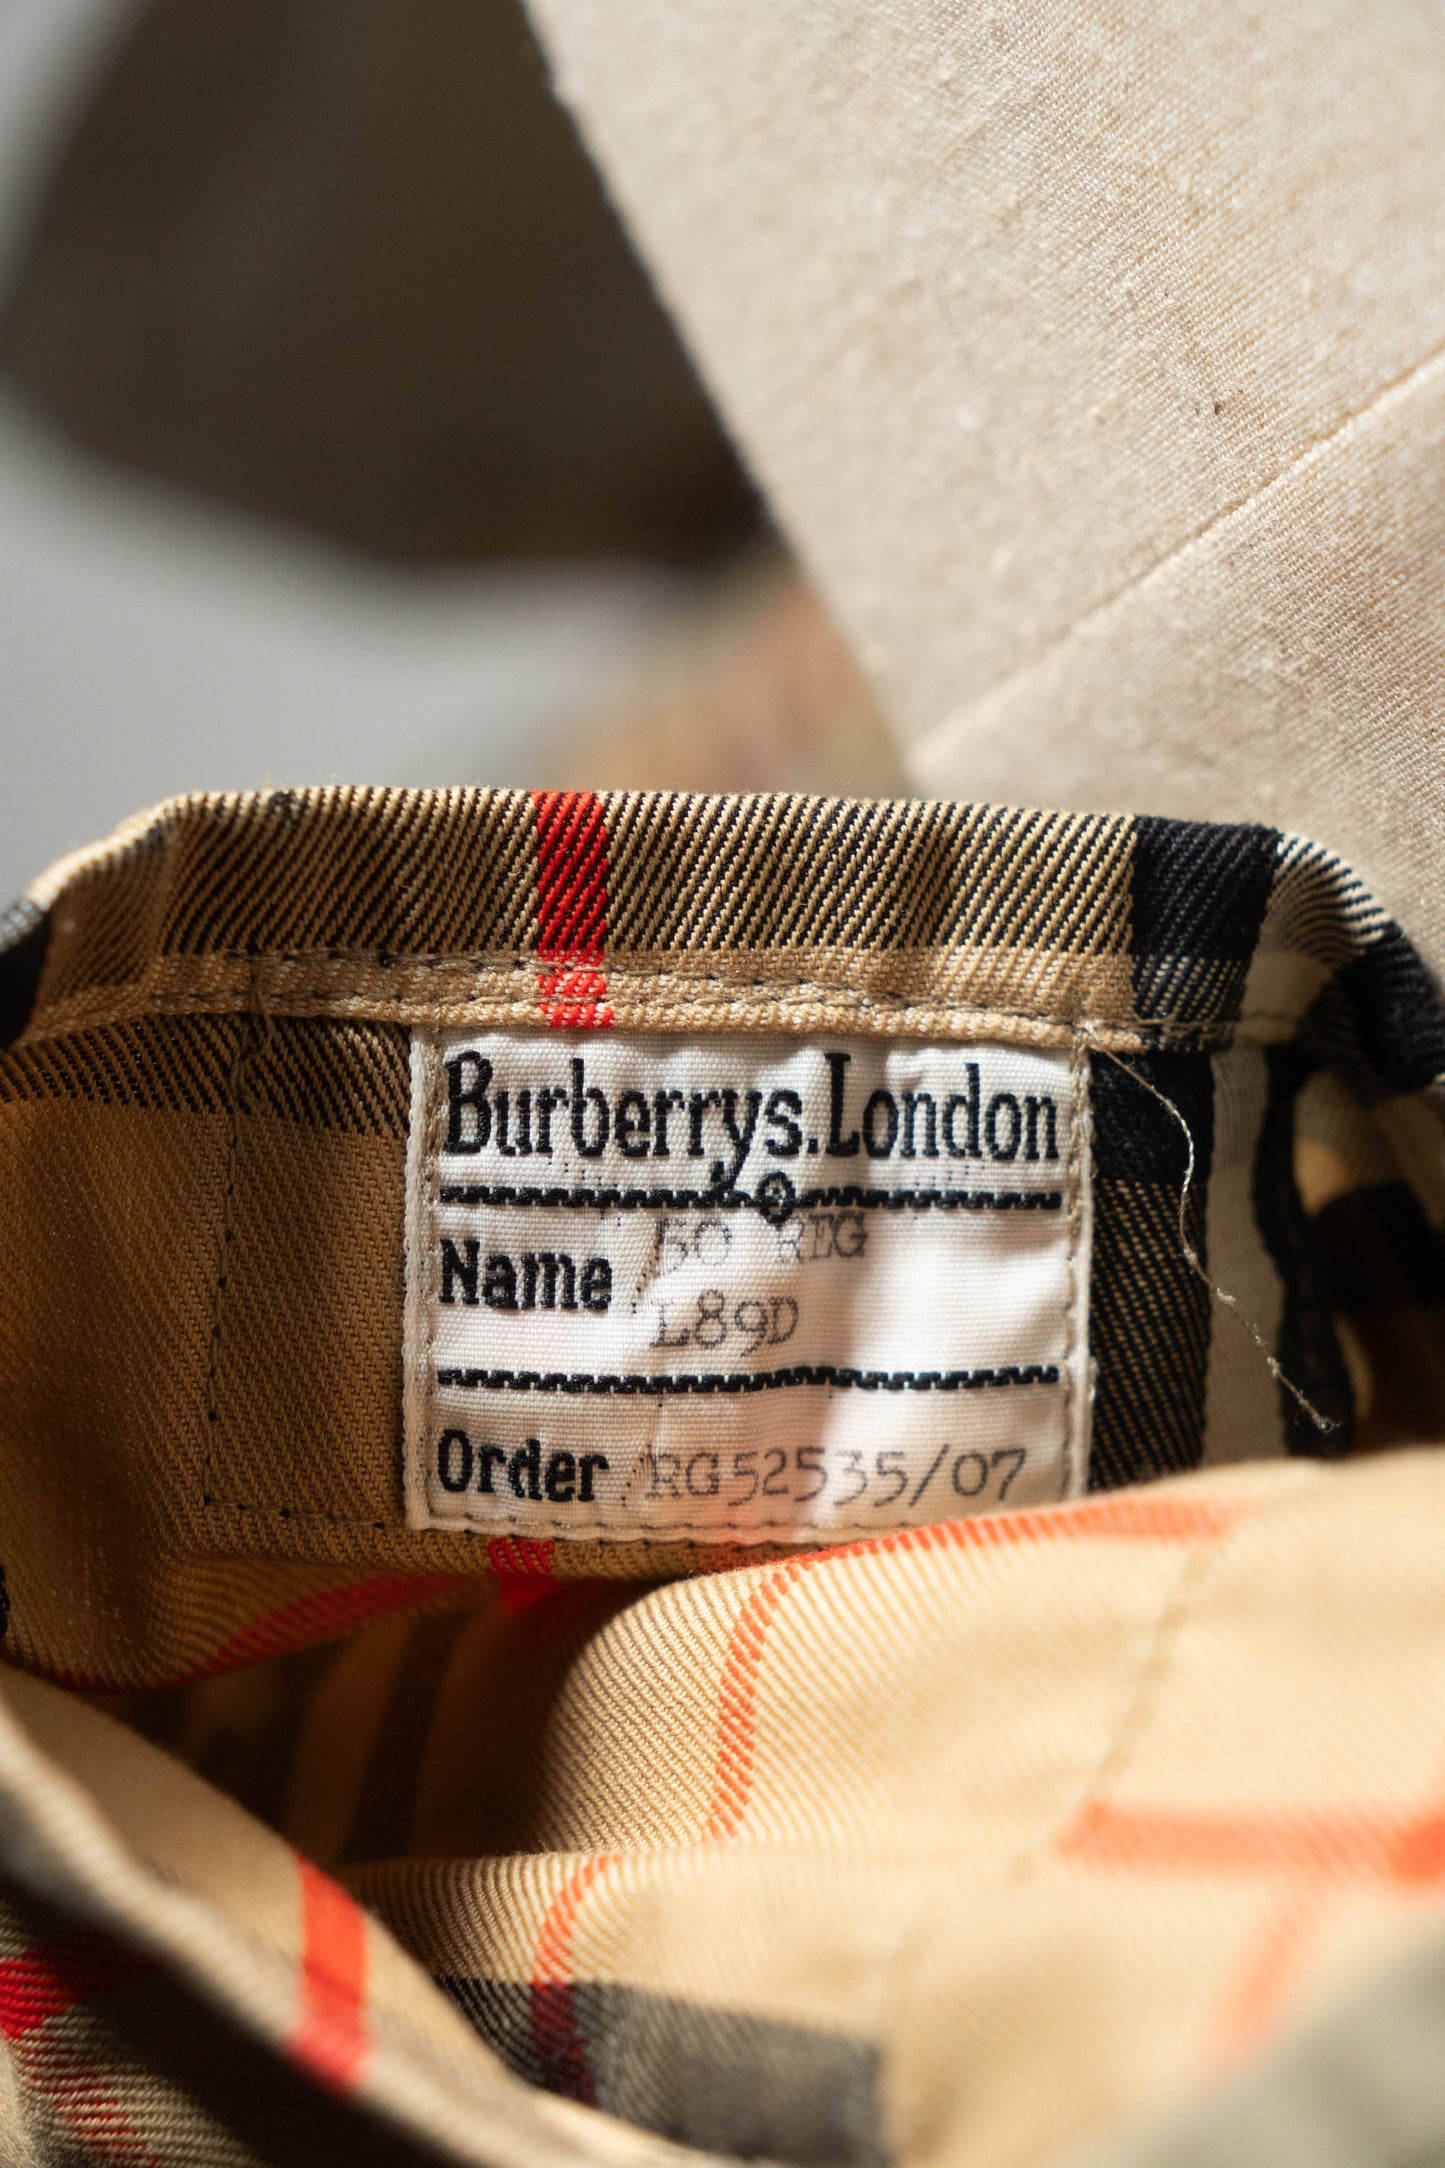 Burberrys. London
Name 50 REG
L89D
Order RG52535/07